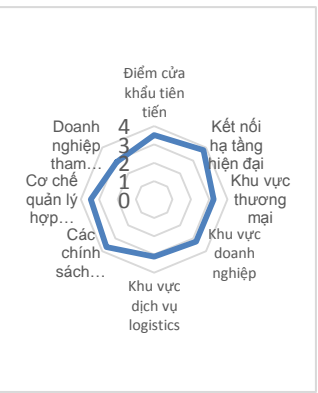 Điểm cửa
khẩu tiên
tiến
Kết nối
hạ tầng
hiện đại
Khu vực
thương
mại
Khu vực
doanh
nghiệp
Khu vực
dịch vụ
logistics
Các
chính
sách…
Cơ chế
quản lý
hợp…
Doanh
nghiệp
tham…
4
3
2
1
0